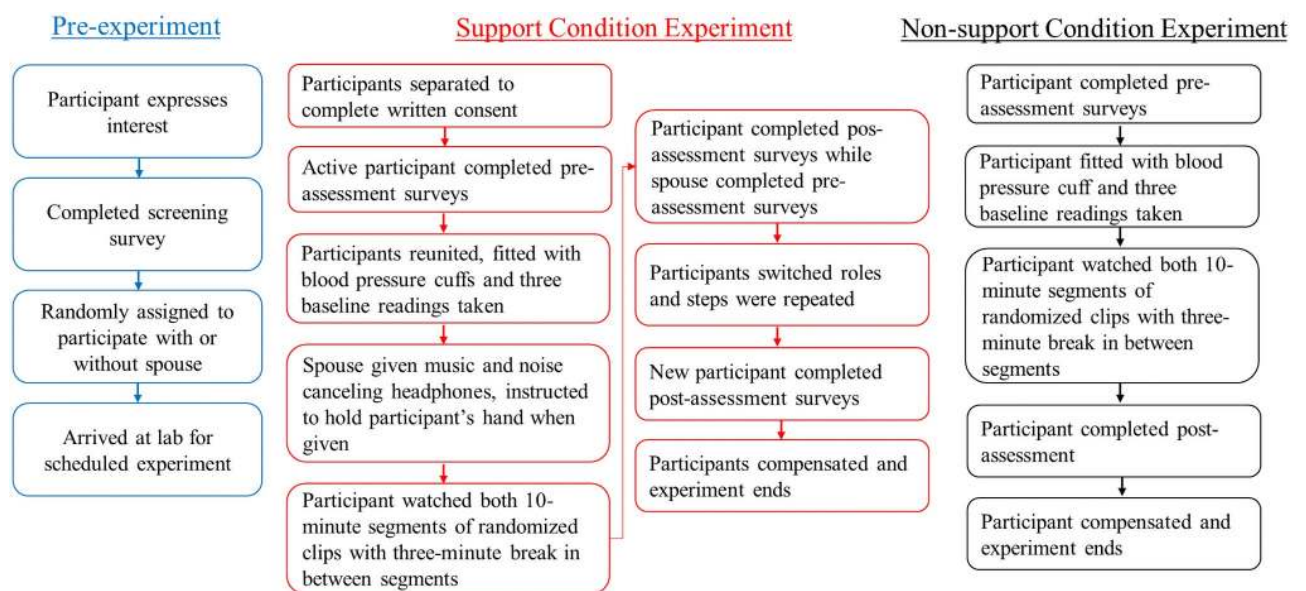 Pre-experiment
Participant expresses
interest
Completed screening
survey
Randomly assigned to
participate with or
without spouse
Arrived at lab for
scheduled experiment
Support Condition Experiment
Participants separated to
complete written consent
Active participant completed pre-
assessment surveys
Participants reunited, fitted with
blood pressure cuffs and three
baseline readings taken
Spouse given music and noise
canceling headphones, instructed
to hold participant's hand when
given
Participant watched both 10-
minute segments of randomized
clips with three-minute break in
between segments
Participant completed pos-
assessment surveys while
spouse completed pre-
assessment surveys
Participants switched roles
and steps were repeated
New participant completed
post-assessment surveys
Participants compensated and
experiment ends
Non-support Condition Experiment
Participant completed pre-
assessment surveys
Participant fitted with blood
pressure cuff and three
baseline readings taken
Participant watched both 10-
minute segments of
randomized clips with three-
minute break in between
segments
Participant completed post-
assessment
Participant compensated and
experiment ends